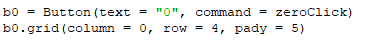 b0 = Button(text = "0", command = zeroClick)
b0.grid(column = 0, row = 4, pady = 5)